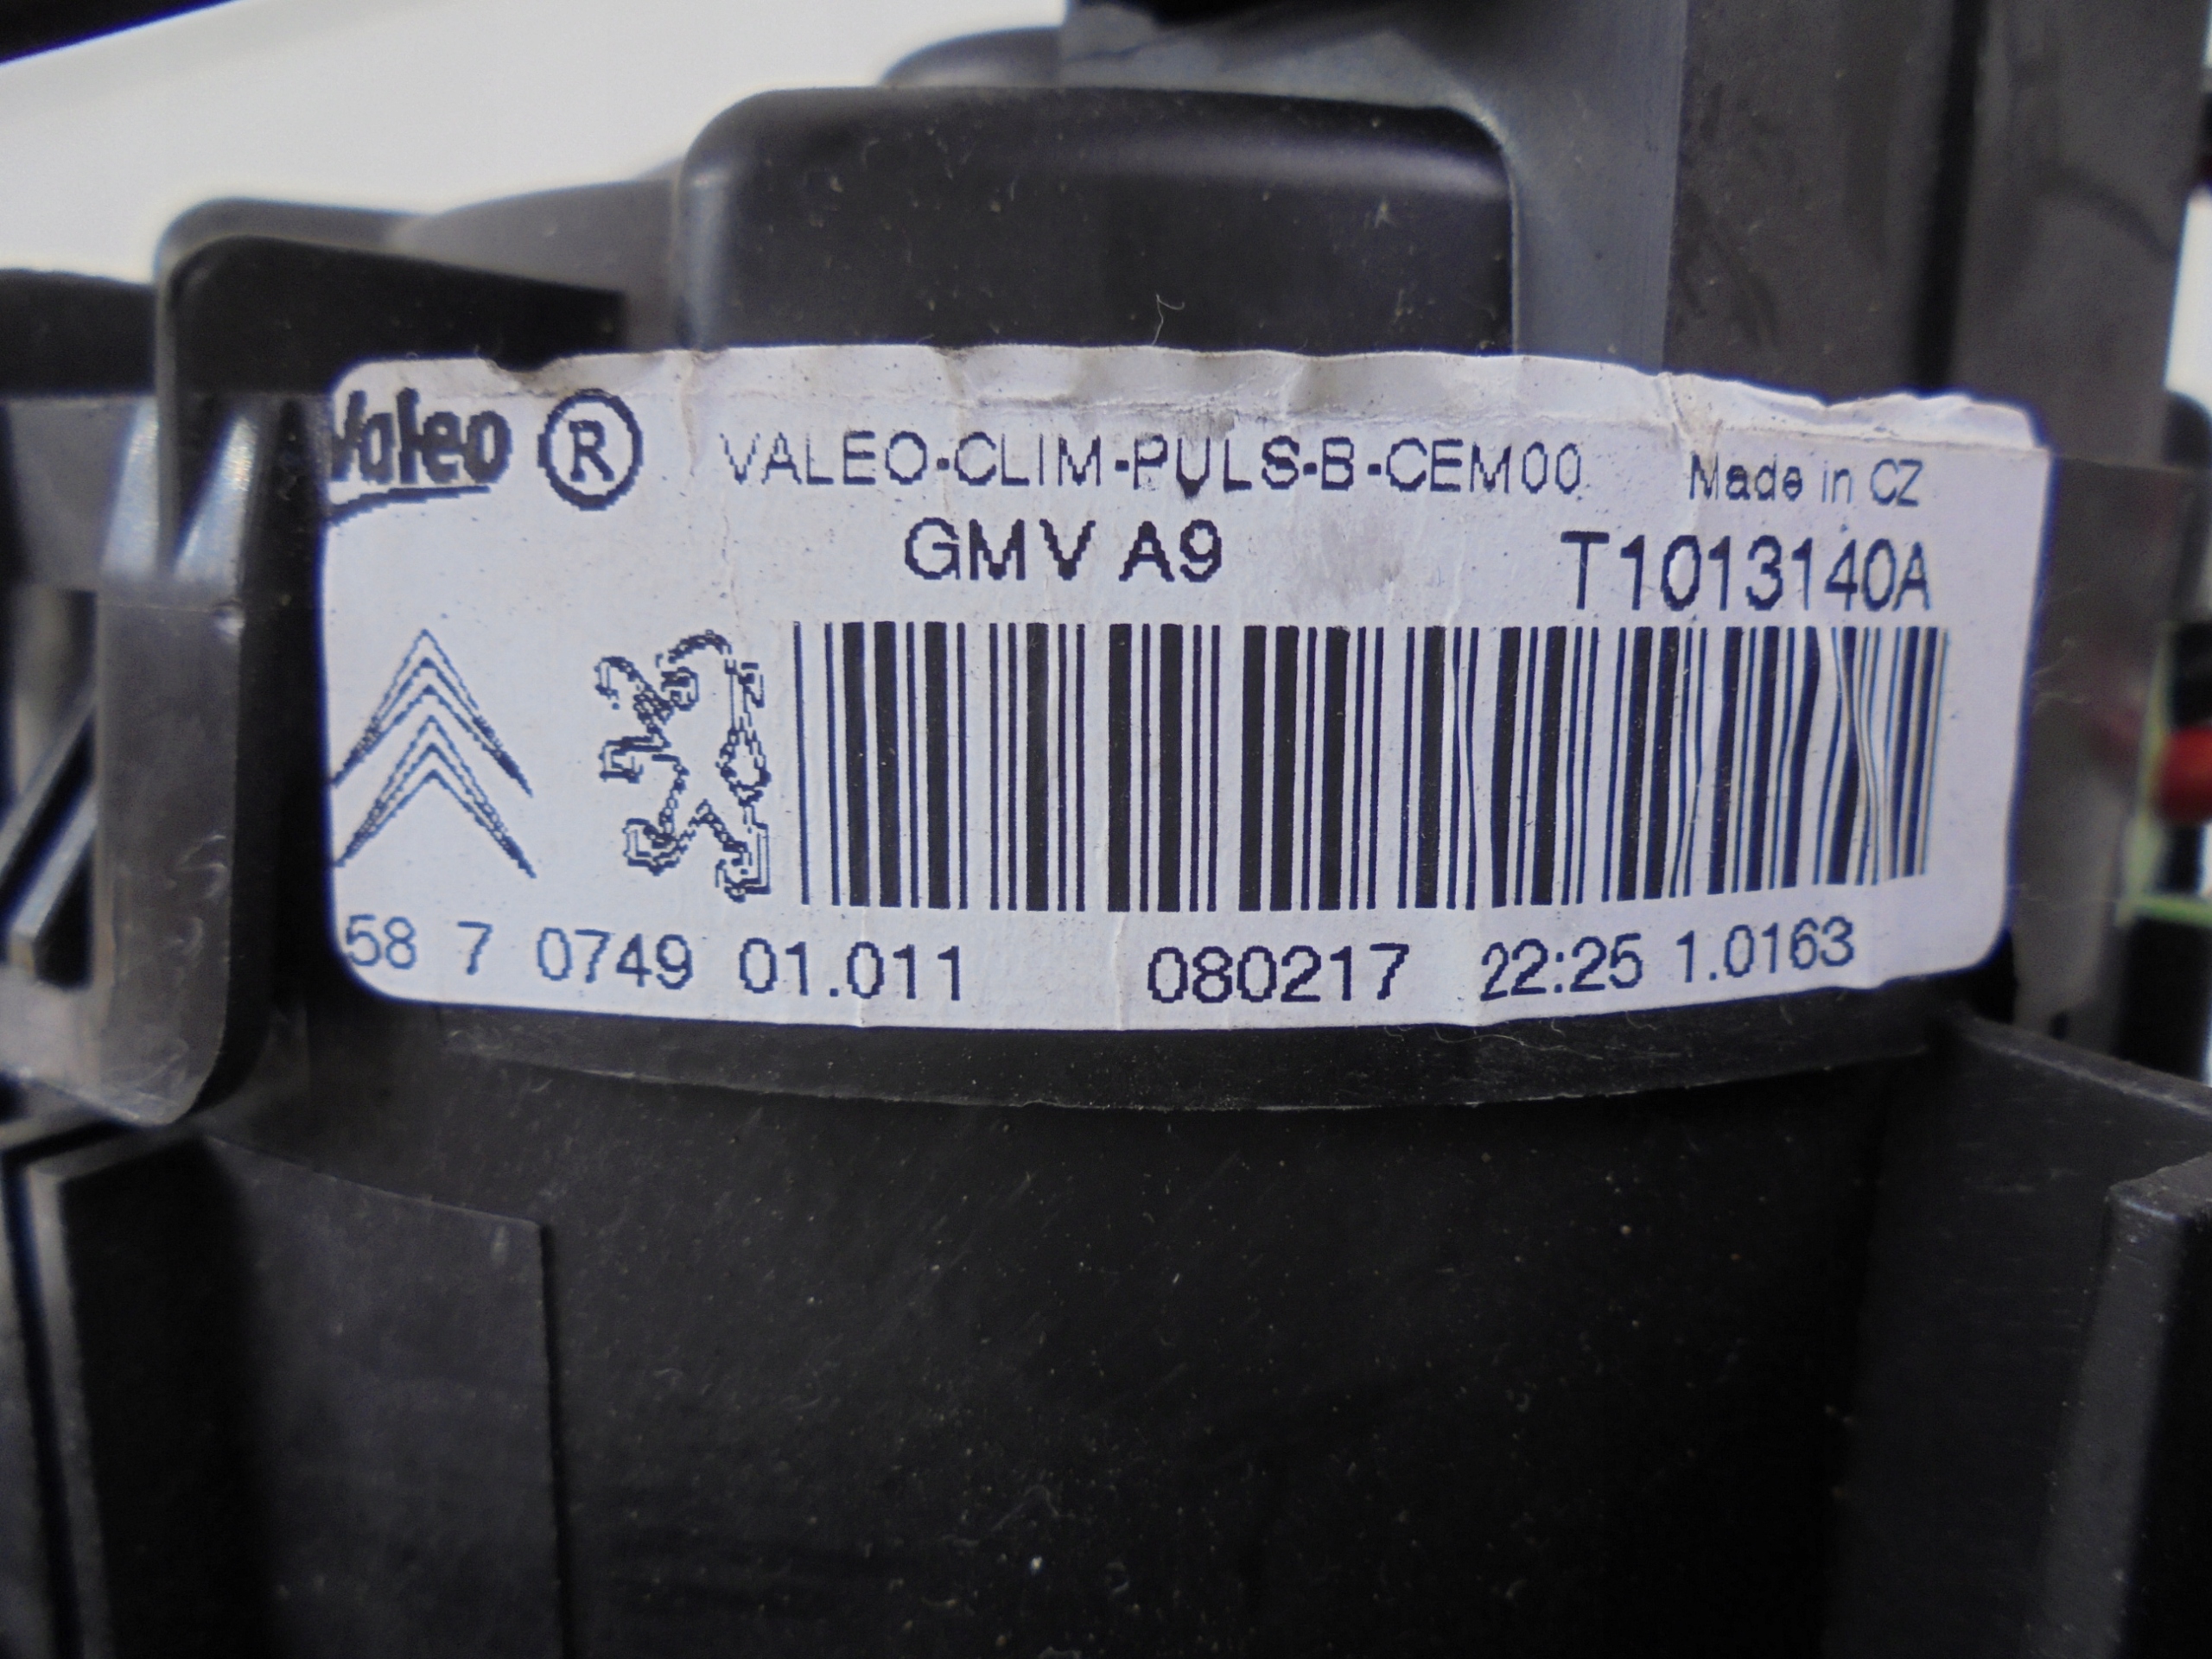 Valeo ® VALEO-CLIM-PULS-B-CEM00 Made in CZ
GMV A9 T1013140A
58 7 0749 01.011 080217 22:25 1.0163